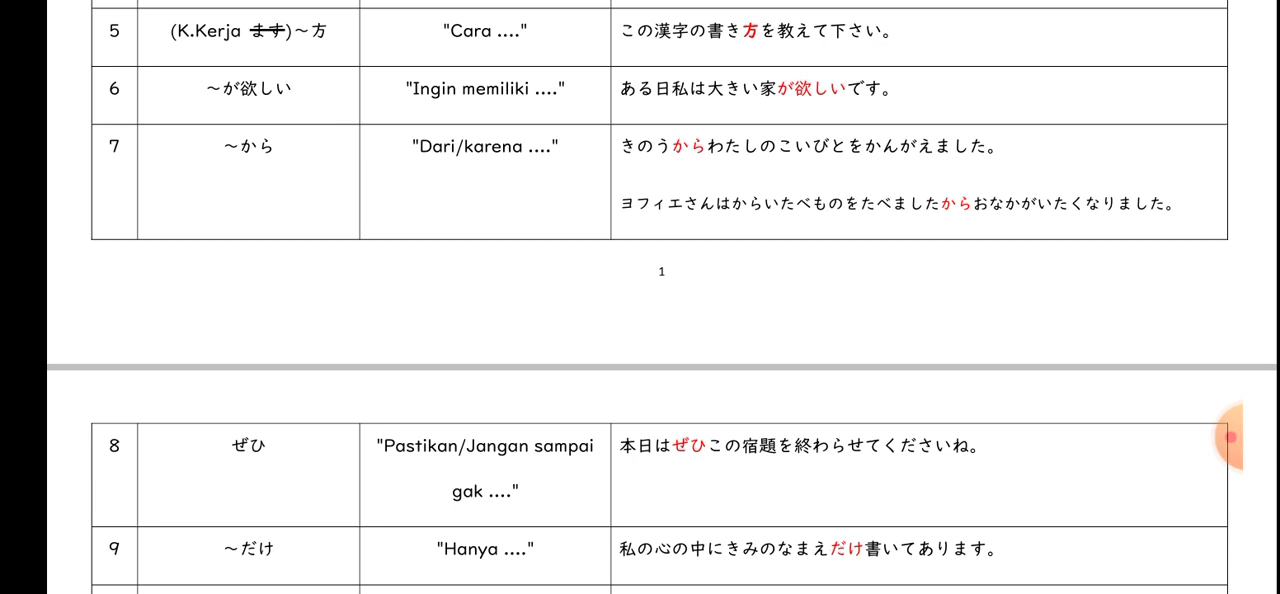 5 (K.Kerja ます)～方 "Cara ...." この漢字の書き方を教えて下さい。
6 ～が欲しい "Ingin memiliki ...." ある日私は大きい家が欲しいです。
7 ～から "Dari/karena ...." きのうからわたしのこいびとをかんがえました。
ヨフィエさんはからいたべものをたべましたからおなかがいたくなりました。
1
8 ぜひ "Pastikan/Jangan sampai 本日はぜひこの宿題を終わらせてくださいね。
gak ...."
9 ～だけ "Hanya ...." 私の心の中にきみのなまえだけ書いてあります。